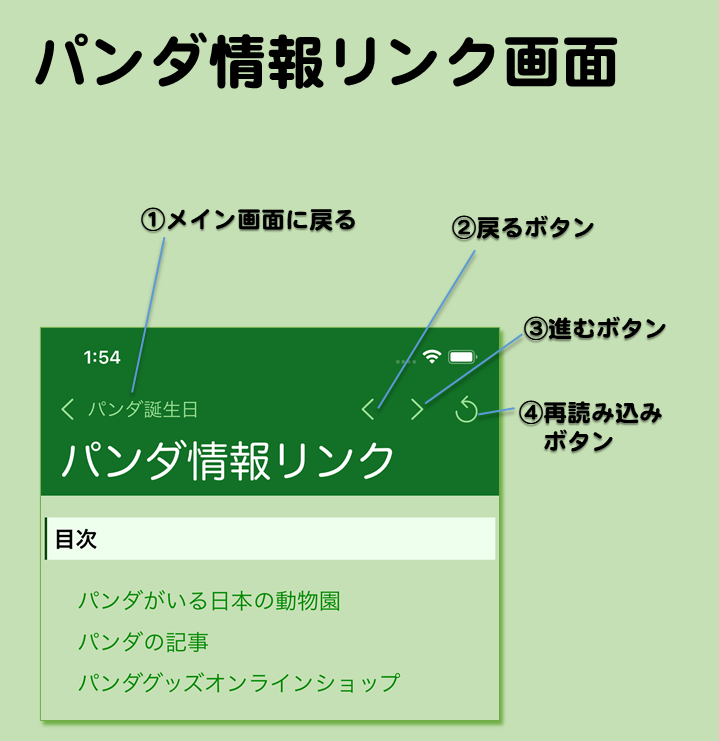 パンダ情報リンク画面
①メイン画面に戻る
②戻るボタン
③進むボタン
④再読み込み
ボタン
1:54
パンダ誕生日
パンダ情報リンク
目次
パンダがいる日本の動物園
パンダの記事
パンダグッズオンラインショップ